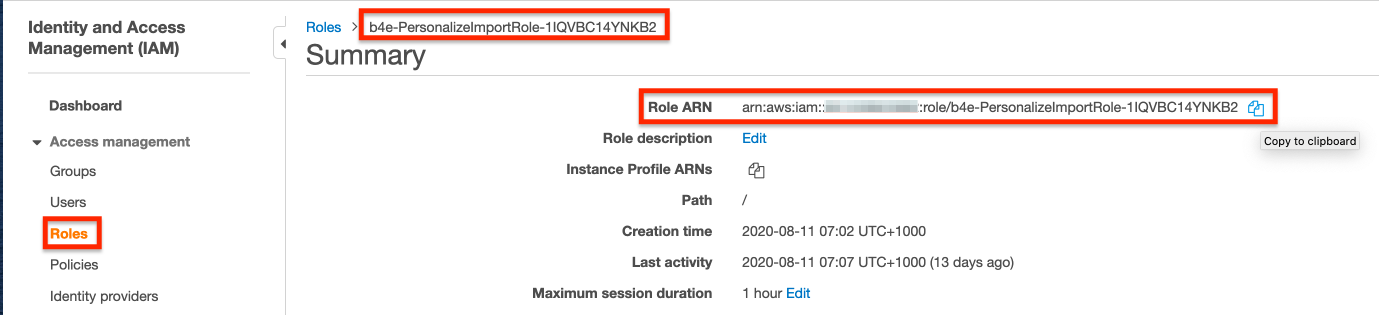 Identity and Access
Management (IAM)
Dashboard
Access management
Groups
Users
Roles
Policies
Identity providers
Roles > b4e-PersonalizeImportRole-1IQVBC14YNKB2
Summary
Role ARN arn:aws:iam:: :role/b4e-PersonalizeImportRole-1IQVBC14YNKB2
Copy to clipboard
Role description Edit
Instance Profile ARNs
Path /
Creation time 2020-08-11 07:02 UTC+1000
Last activity 2020-08-11 07:07 UTC+1000 (13 days ago)
Maximum session duration 1 hour Edit